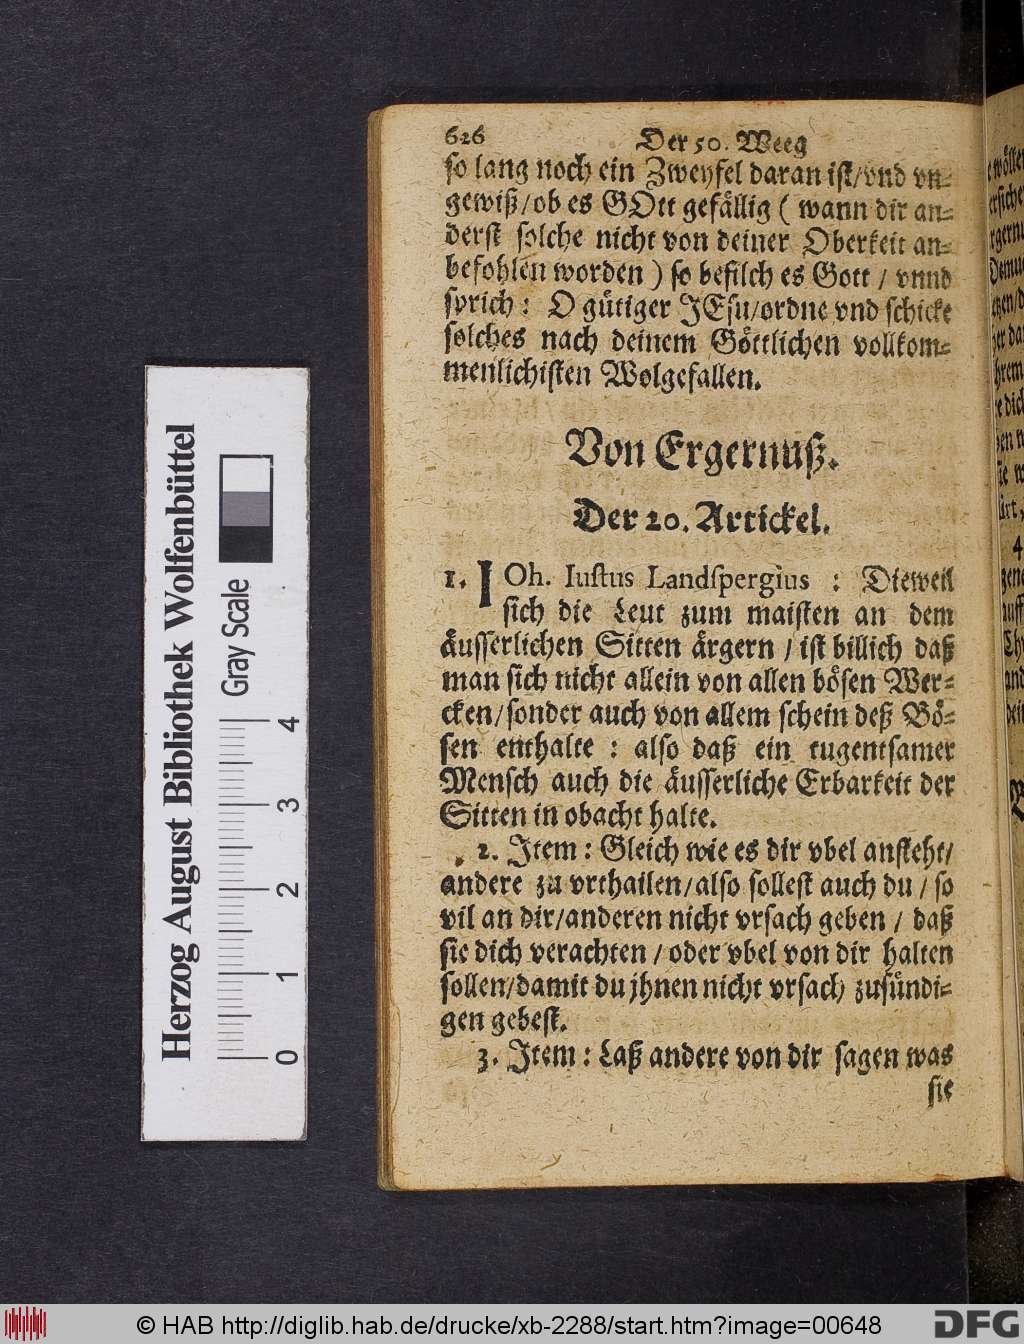 626 Der 50. Weeg
so lang noch ein Zweyfel daran ist/vnd vn-
gewiß/ob es GOtt gefällig ( wann dir an-
derst solche nicht von deiner Oberkeit an-
befohlen worden ) so befilch es Gott / vnnd
sprich : O gütiger JEsu/ordne vnd schicke
solches nach deinem Göttlichen vollkom-
menlichisten Wolgefallen.
Von Ergernuß.
Der 20. Artickel.
1. IOh. Iustus Landspergius : Dieweil
sich die Leut zum maisten an dem
äusserlichen Sitten ärgern / ist billich daß
man sich nicht allein von allen bösen Wer-
cken/sonder auch von allem schein deß Bö-
sen enthalte : also daß ein tugentsamer
Mensch auch die äusserliche Erbarkeit der
Sitten in obacht halte.
2. Item : Gleich wie es dir vbel ansteht/
andere zu vrthailen/also sollest auch du / so
vil an dir/anderen nicht vrsach geben / daß
sie dich verachten / oder vbel von dir halten
sollen/damit du jhnen nicht vrsach zusündi-
gen gebest.
3. Item : Laß andere von dir sagen was
sie
Herzog August Bibliothek Wolfenbüttel
Gray Scale
0 1 2 3 4
© HAB http://diglib.hab.de/drucke/xb-2288/start.htm?image=00648
DFG